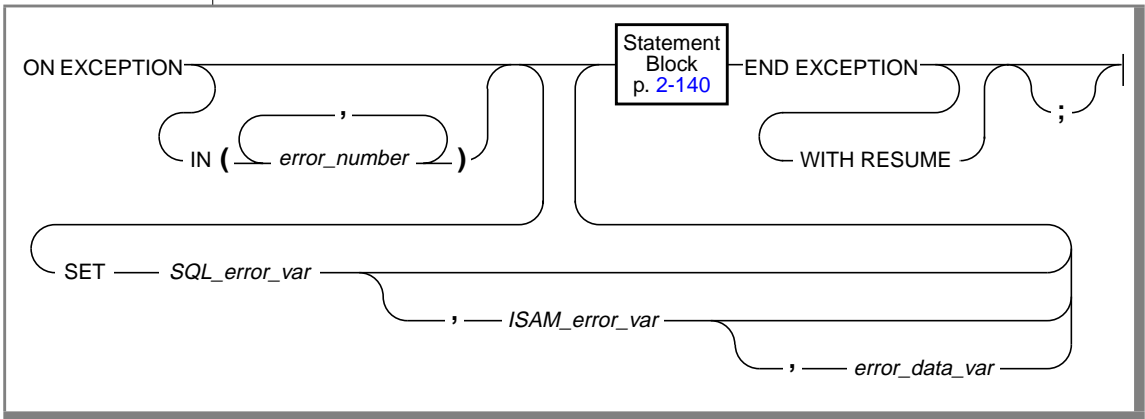 ON EXCEPTION
Statement
Block
p. 2-140
END EXCEPTION
,
;
IN ( error_number )
WITH RESUME
SET SQL_error_var
, ISAM_error_var
, error_data_var